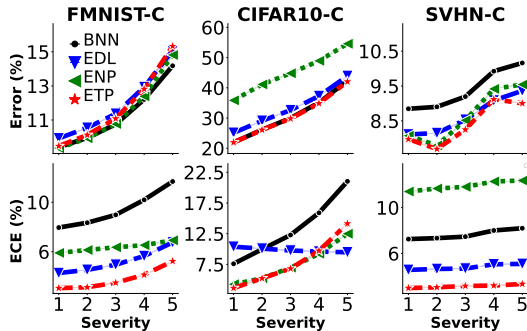 FMNIST-C CIFAR10-C SVHN-C
BNN
EDL
ENP
ETP
Error (%)
15
13
11
60
50
40
30
20
10.5
9.5
8.5
ECE (%)
10
6
22.5
17.5
12.5
7.5
10
6
1 2 3 4 5 1 2 3 4 5 1 2 3 4 5
Severity Severity Severity